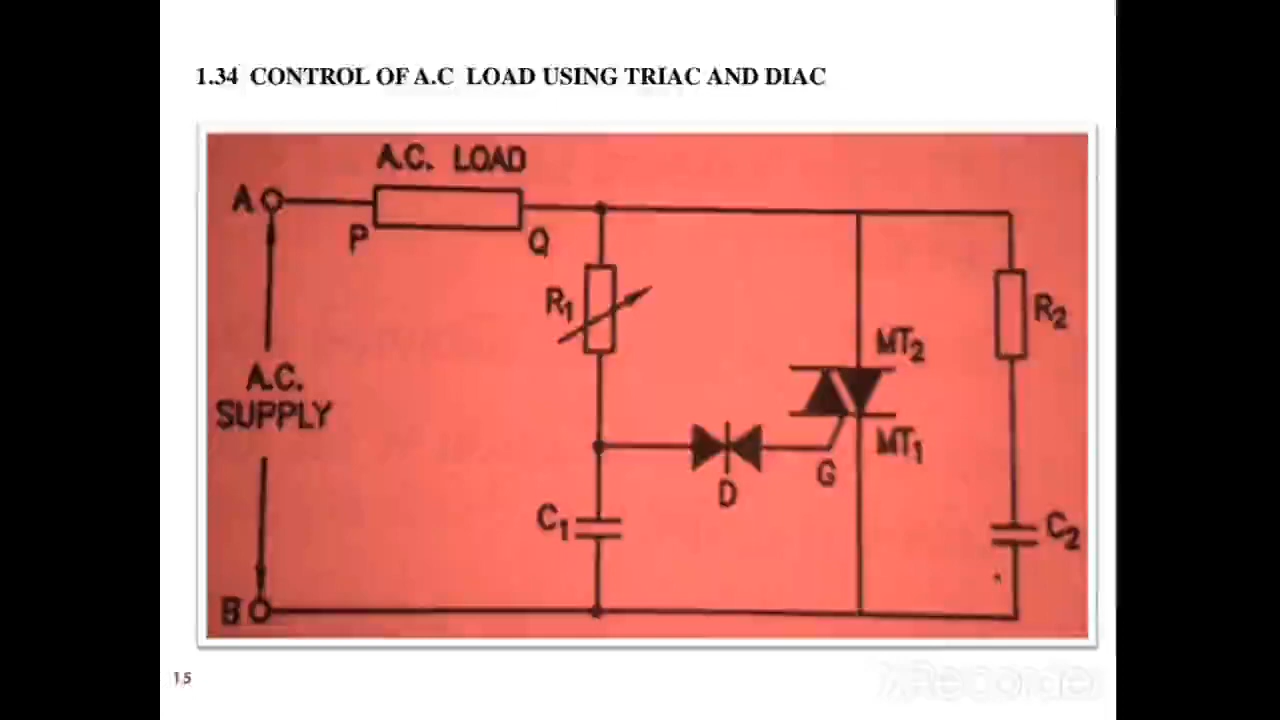 1.34 CONTROL OF A.C LOAD USING TRIAC AND DIAC
A.C. LOAD
A
P
Q
R1
R2
MT2
A.C.
SUPPLY
MT1
G
D
C1
C2
B
15